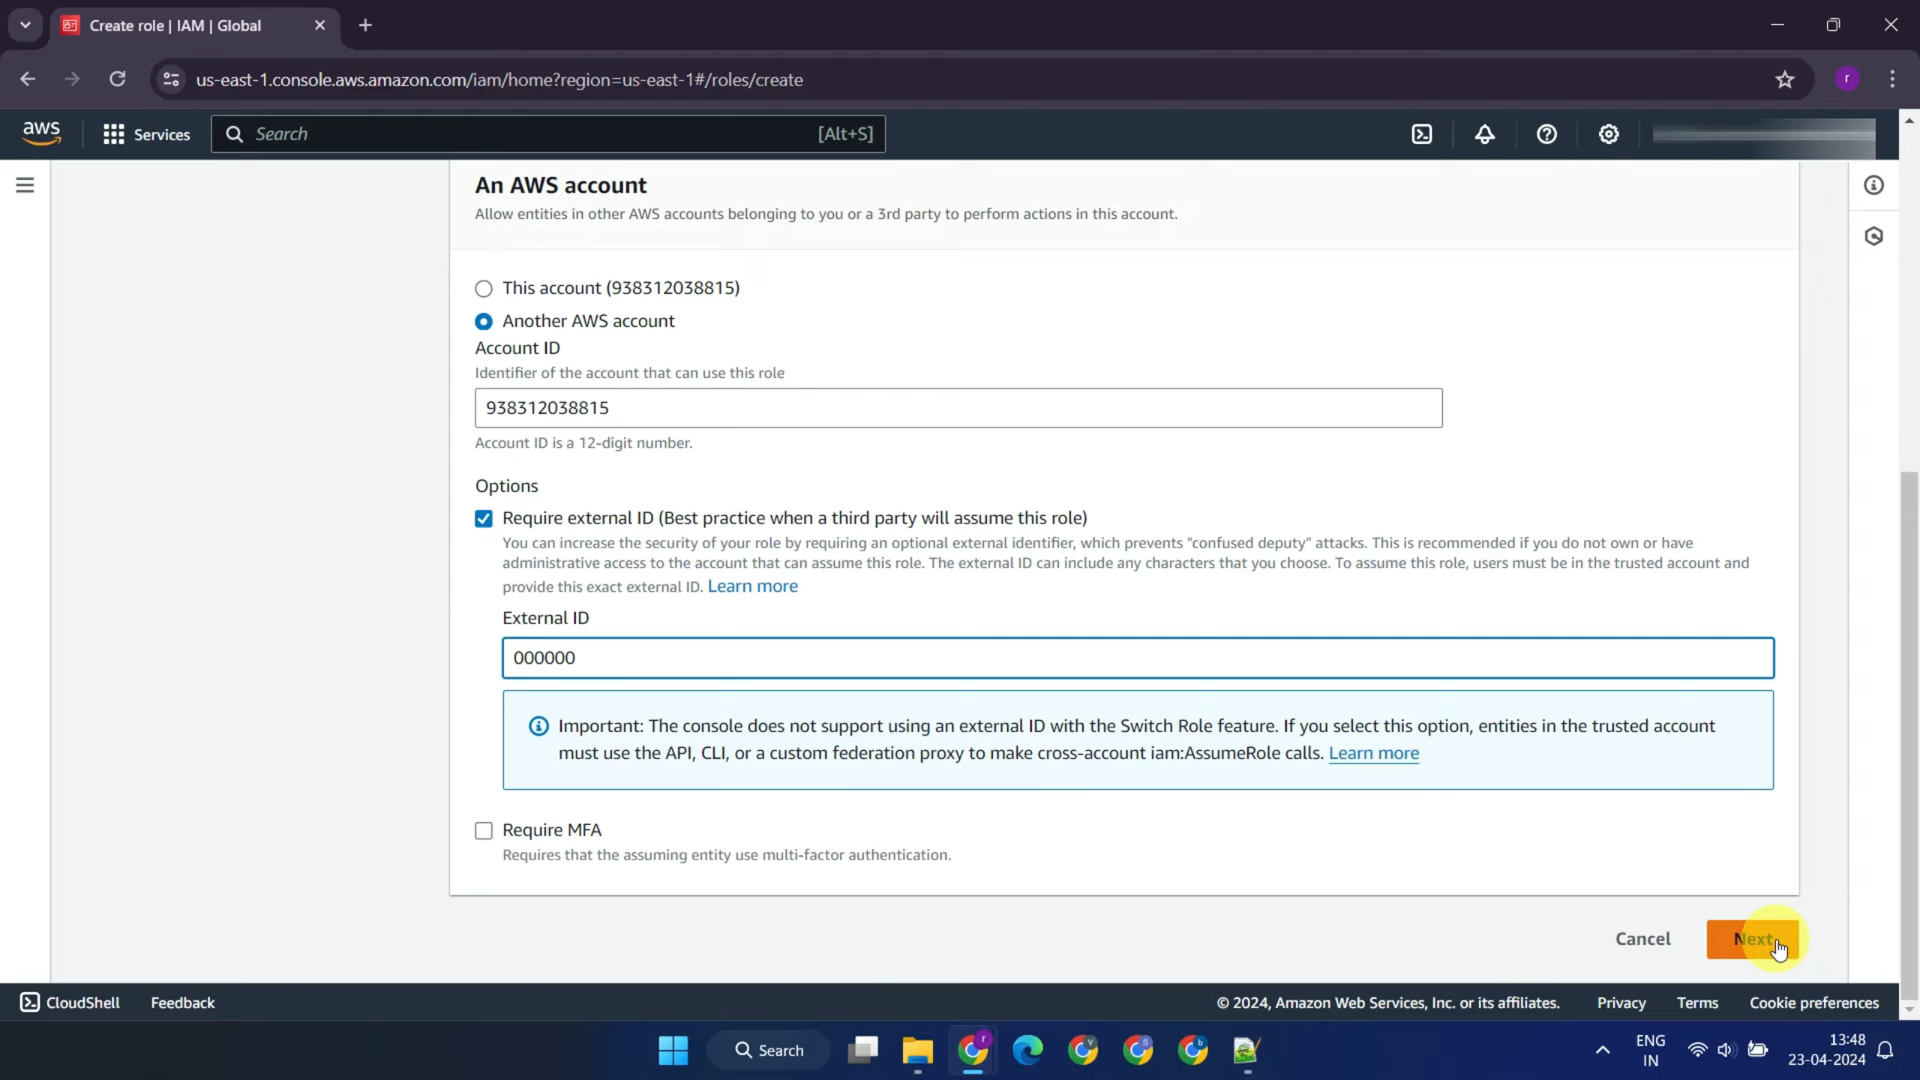 Create role | IAM | Global
us-east-1.console.aws.amazon.com/iam/home?region=us-east-1#/roles/create
r
aws
Services
Search
[Alt+S]
An AWS account
Allow entities in other AWS accounts belonging to you or a 3rd party to perform actions in this account.
This account (938312038815)
Another AWS account
Account ID
Identifier of the account that can use this role
938312038815
Account ID is a 12-digit number.
Options
Require external ID (Best practice when a third party will assume this role)
You can increase the security of your role by requiring an optional external identifier, which prevents "confused deputy" attacks. This is recommended if you do not own or have
administrative access to the account that can assume this role. The external ID can include any characters that you choose. To assume this role, users must be in the trusted account and
provide this exact external ID. Learn more
External ID
000000
Important: The console does not support using an external ID with the Switch Role feature. If you select this option, entities in the trusted account
must use the API, CLI, or a custom federation proxy to make cross-account iam:AssumeRole calls. Learn more
Require MFA
Requires that the assuming entity use multi-factor authentication.
Cancel
Next
CloudShell
Feedback
© 2024, Amazon Web Services, Inc. or its affiliates.
Privacy
Terms
Cookie preferences
Search
ENG
IN
13:48
23-04-2024